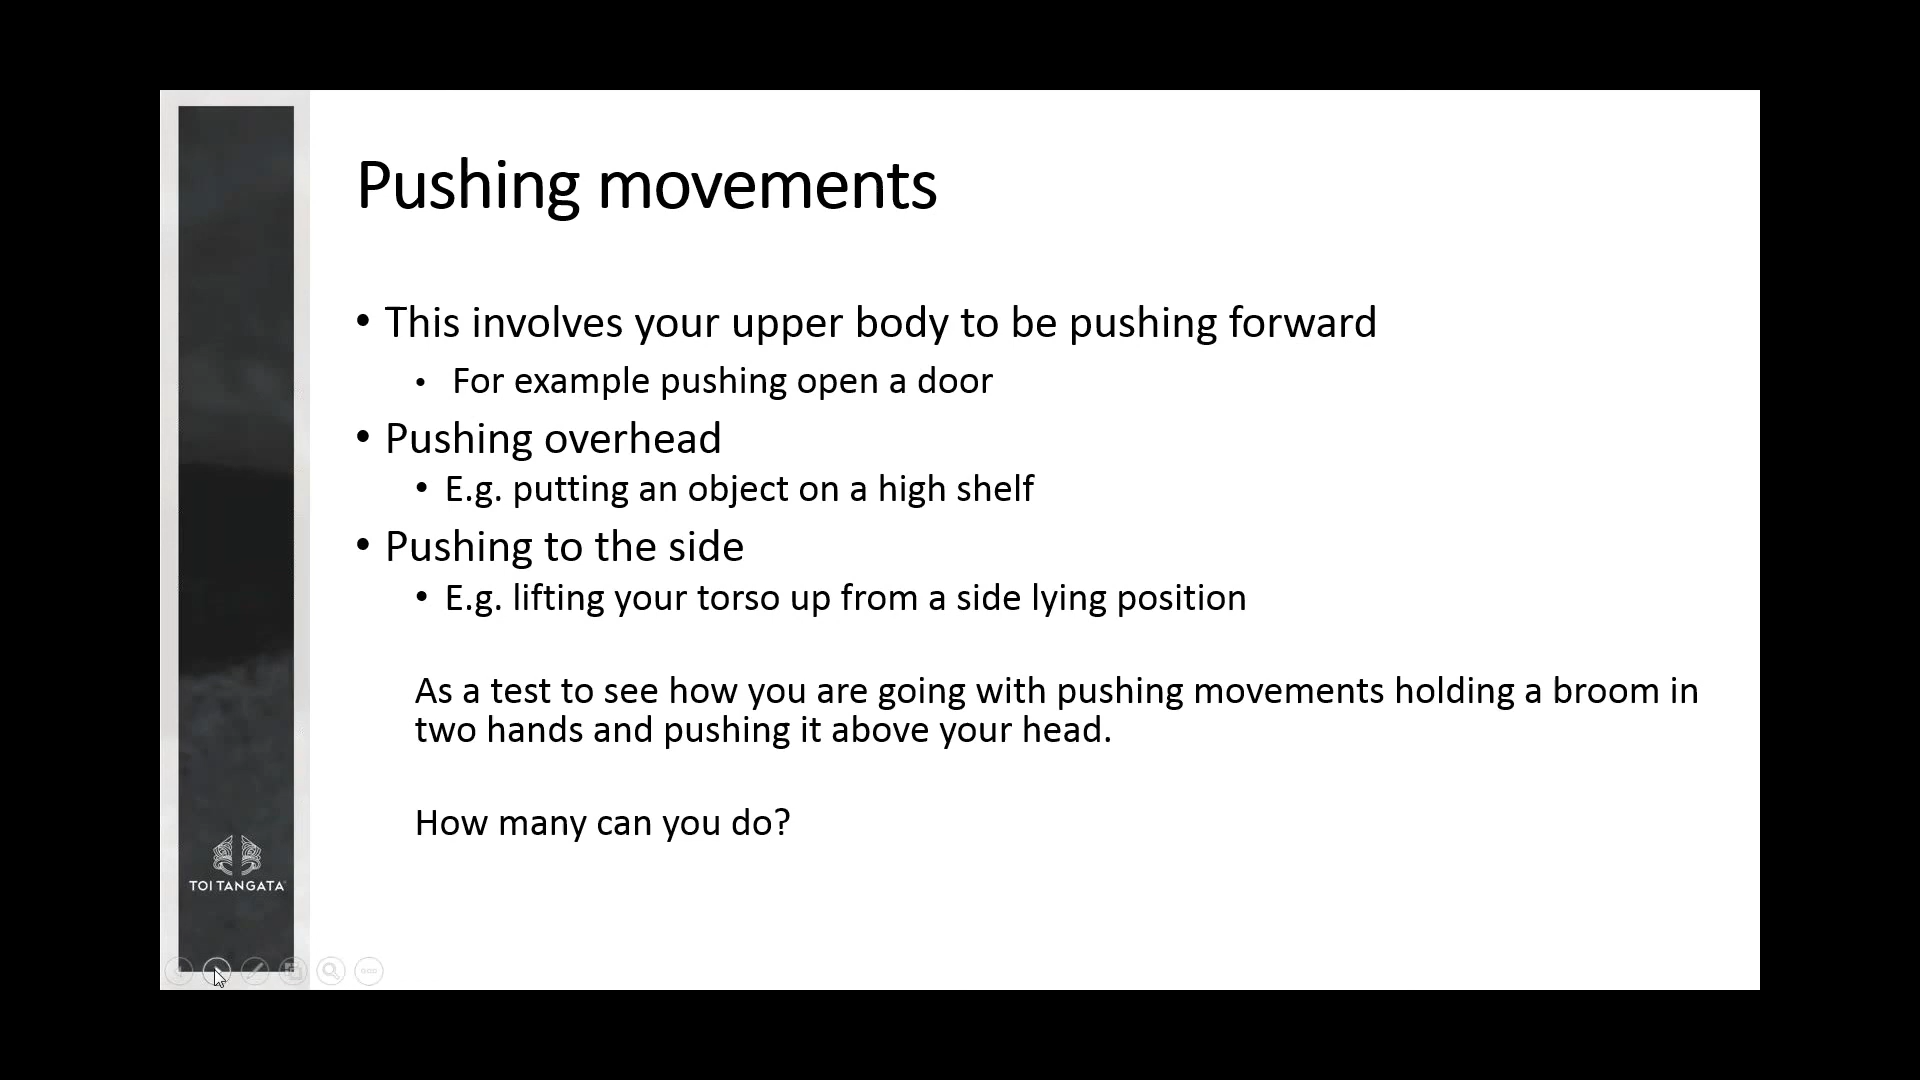 Pushing movements
• This involves your upper body to be pushing forward
• For example pushing open a door
• Pushing overhead
• E.g. putting an object on a high shelf
• Pushing to the side
• E.g. lifting your torso up from a side lying position
As a test to see how you are going with pushing movements holding a broom in
two hands and pushing it above your head.
How many can you do?
TOI TANGATA